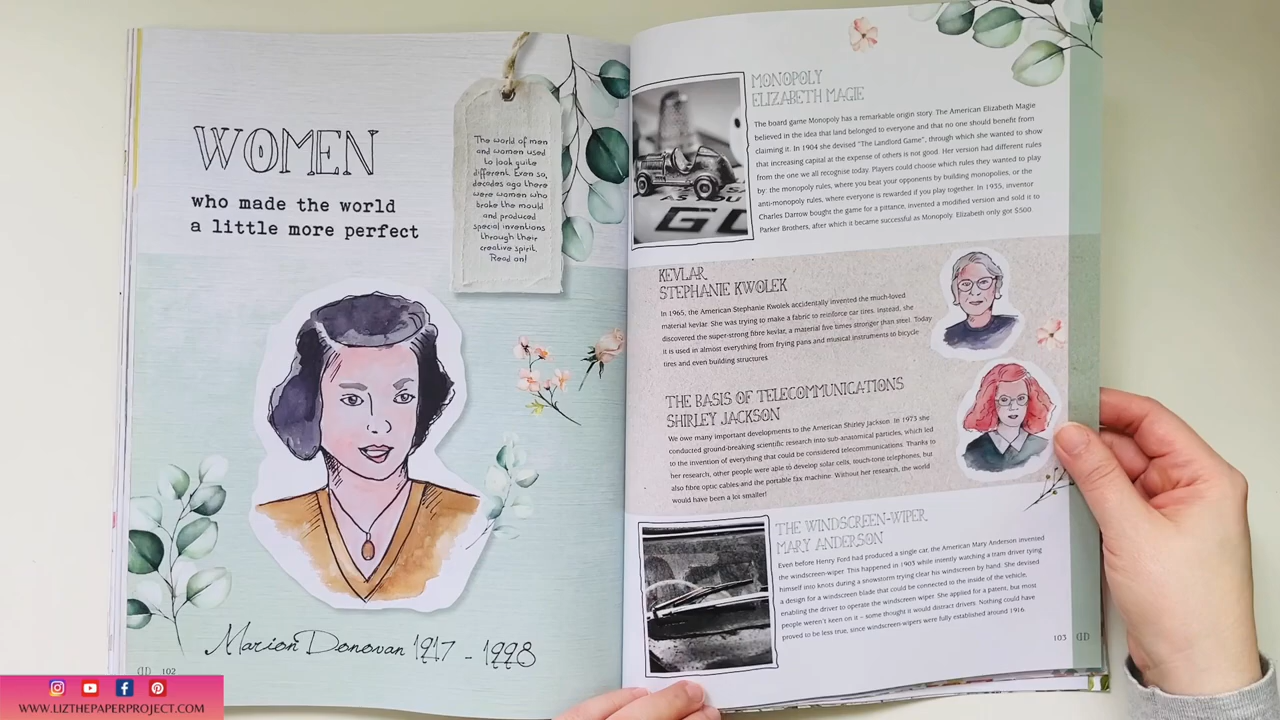 WOMEN
who made the world
a little more perfect
The world of men
and women used
to look quite
different. Even so,
decades ago there
were women who
broke the mould
and produced
special inventions
through their
creative spirit.
Read on!
Marion Donovan 1917 - 1998
102
MONOPOLY
ELIZABETH MAGIE
The board game Monopoly has a remarkable origin story. The American Elizabeth Magie
believed in the idea that land belonged to everyone and that no one should benefit from
claiming it. In 1904 she devised "The Landlord Game", through which she wanted to show
that increasing capital at the expense of others is not good. Her version had different rules
from the one we all recognise today. Players could choose which rules they wanted to play
by: the monopoly rules, where you beat your opponents by building monopolies, or the
anti-monopoly rules, where everyone is rewarded if you play together. In 1935, inventor
Charles Darrow bought the game for a pittance, invented a modified version and sold it to
Parker Brothers, after which it became successful as Monopoly. Elizabeth only got $500.
AS YOU
GO
KEVLAR
STEPHANIE KWOLEK
In 1965, the American Stephanie Kwolek accidentally invented the much-loved
material kevlar. She was trying to make a fabric to reinforce car tires. Instead, she
discovered the super-strong fibre kevlar, a material five times stronger than steel. Today
it is used in almost everything from frying pans and musical instruments to bicycle
tires and even building structures.
THE BASIS OF TELECOMMUNICATIONS
SHIRLEY JACKSON
We owe many important developments to the American Shirley Jackson. In 1973 she
conducted ground-breaking scientific research into sub-anatomical particles, which led
to the invention of everything that could be considered telecommunications. Thanks to
her research, other people were able to develop solar cells, touch-tone telephones, but
also fibre optic cables and the portable fax machine. Without her research, the world
would have been a lot smaller!
THE WINDSCREEN-WIPER
MARY ANDERSON
Even before Henry Ford had produced a single car, the American Mary Anderson invented
the windscreen-wiper. This happened in 1903 while intently watching a tram driver tying
himself into knots during a snowstorm trying clear his windscreen by hand. She devised
a design for a windscreen blade that could be connected to the inside of the vehicle,
enabling the driver to operate the windscreen wiper. She applied for a patent, but most
people weren't keen on it – some thought it would distract drivers. Nothing could have
proved to be less true, since windscreen-wipers were fully established around 1916.
103
WWW.LIZTHEPAPERPROJECT.COM